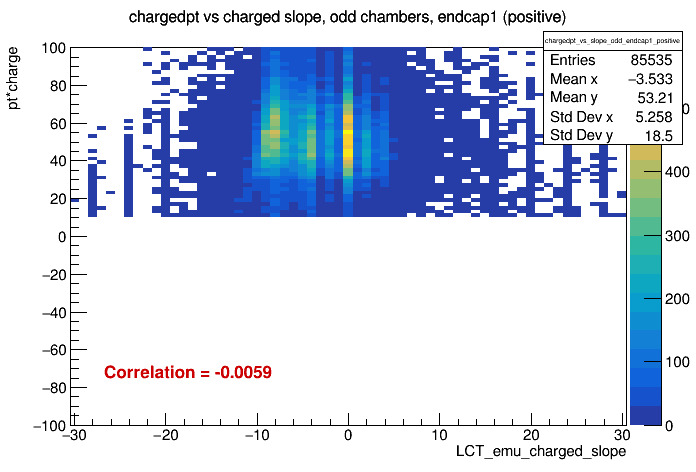 chargedpt vs charged slope, odd chambers, endcap1 (positive)
chargedpt_vs_slope_odd_endcap1_positive
Entries 85535
Mean x −3.533
Mean y 53.21
Std Dev x 5.258
Std Dev y 18.5
pt*charge
100
80
60
40
20
0
−20
−40
−60
−80
−100
−30
−20
−10
0
10
20
30
LCT_emu_charged_slope
Correlation = -0.0059
0
400
300
200
100
0